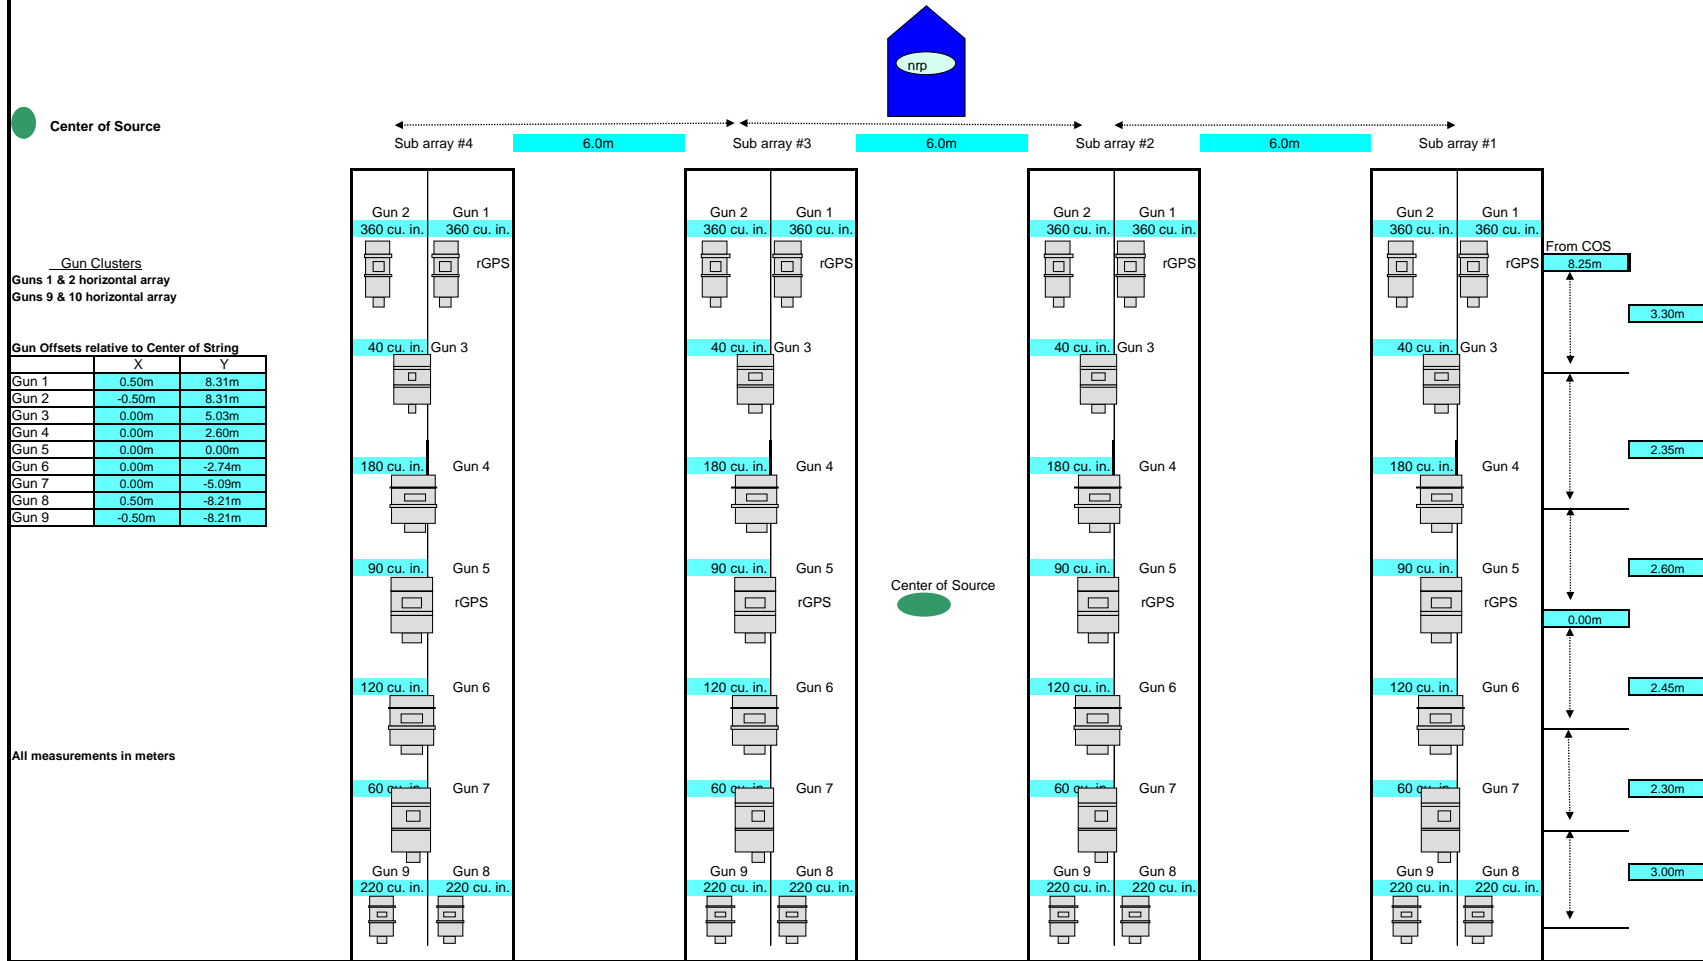 nrp
Center of Source
Sub array #4 6.0m Sub array #3 6.0m Sub array #2 6.0m Sub array #1
Gun 2 Gun 1 Gun 2 Gun 1 Gun 2 Gun 1 Gun 2 Gun 1
360 cu. in. 360 cu. in. 360 cu. in. 360 cu. in. 360 cu. in. 360 cu. in. 360 cu. in. 360 cu. in.
From COS
rGPS rGPS rGPS rGPS 8.25m
Gun Clusters
Guns 1 & 2 horizontal array
Guns 9 & 10 horizontal array
3.30m
Gun Offsets relative to Center of String
40 cu. in. Gun 3 40 cu. in. Gun 3 40 cu. in. Gun 3 40 cu. in. Gun 3
X Y
Gun 1 0.50m 8.31m
Gun 2 -0.50m 8.31m
Gun 3 0.00m 5.03m
Gun 4 0.00m 2.60m
Gun 5 0.00m 0.00m
Gun 6 0.00m -2.74m
Gun 7 0.00m -5.09m
Gun 8 0.50m -8.21m
Gun 9 -0.50m -8.21m
2.35m
180 cu. in. Gun 4 180 cu. in. Gun 4 180 cu. in. Gun 4 180 cu. in. Gun 4
90 cu. in. Gun 5 90 cu. in. Gun 5 90 cu. in. Gun 5 90 cu. in. Gun 5 2.60m
Center of Source
rGPS rGPS rGPS rGPS
0.00m
120 cu. in. Gun 6 120 cu. in. Gun 6 120 cu. in. Gun 6 120 cu. in. Gun 6 2.45m
All measurements in meters
60 cu. in. Gun 7 60 cu. in. Gun 7 60 cu. in. Gun 7 60 cu. in. Gun 7 2.30m
Gun 9 Gun 8 Gun 9 Gun 8 Gun 9 Gun 8 Gun 9 Gun 8 3.00m
220 cu. in. 220 cu. in. 220 cu. in. 220 cu. in. 220 cu. in. 220 cu. in. 220 cu. in. 220 cu. in.